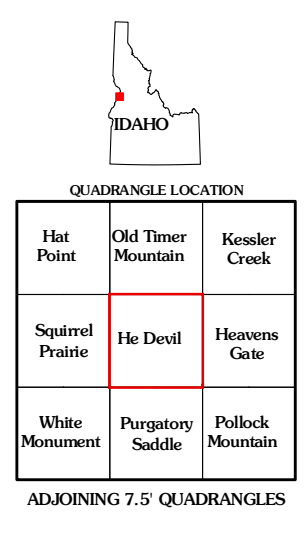 IDAHO
QUADRANGLE LOCATION
Hat
Point
Old Timer
Mountain
Kessler
Creek
Squirrel
Prairie
He Devil
Heavens
Gate
White
Monument
Purgatory
Saddle
Pollock
Mountain
ADJOINING 7.5' QUADRANGLES